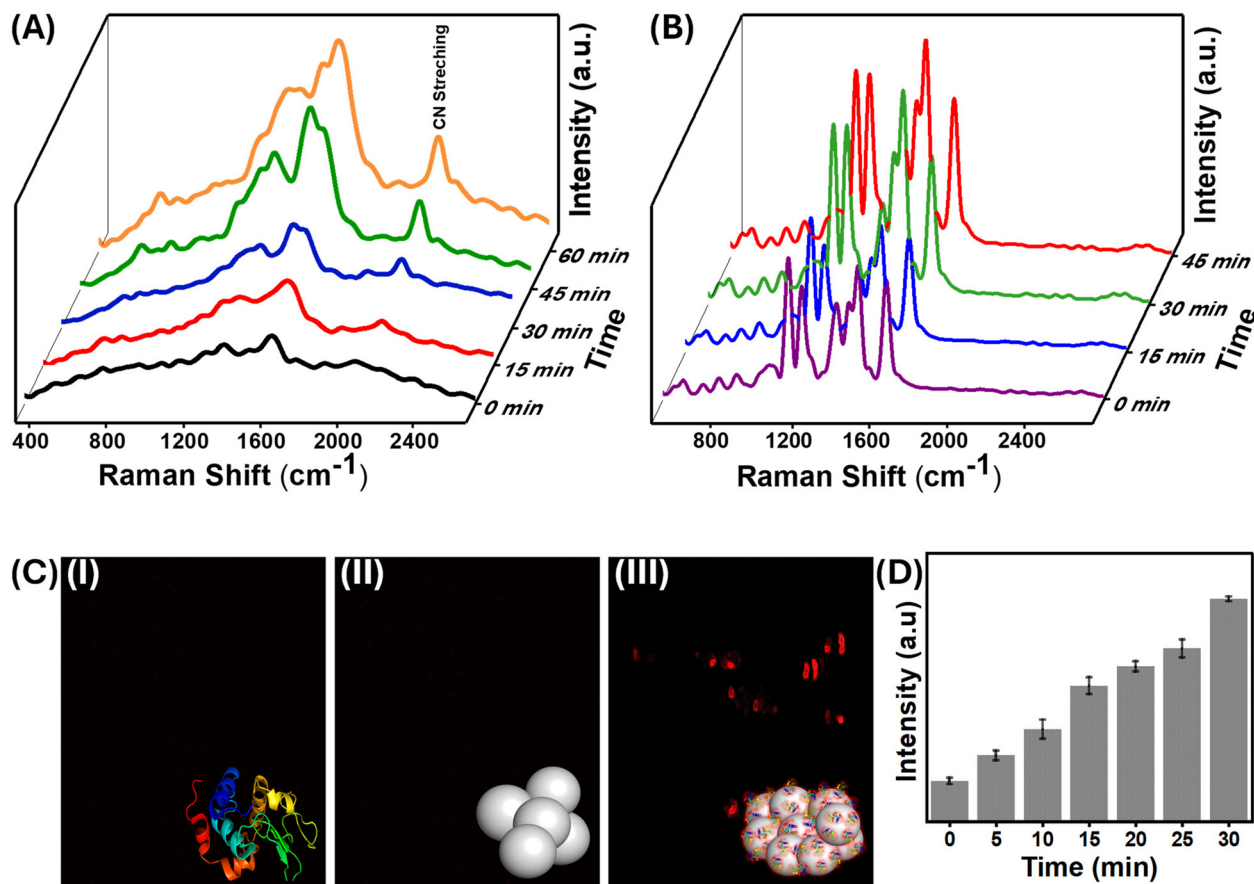 (A)
CN Streching
Intensity (a.u.)
60 min
45 min
30 min
15 min
0 min
Time
400 800 1200 1600 2000 2400
Raman Shift (cm-1)
(B)
Intensity (a.u.)
45 min
30 min
15 min
0 min
Time
800 1200 1600 2000 2400
Raman Shift (cm-1)
(C)
(I)
(II)
(III)
(D)
Intensity (a.u)
0 5 10 15 20 25 30
Time (min)